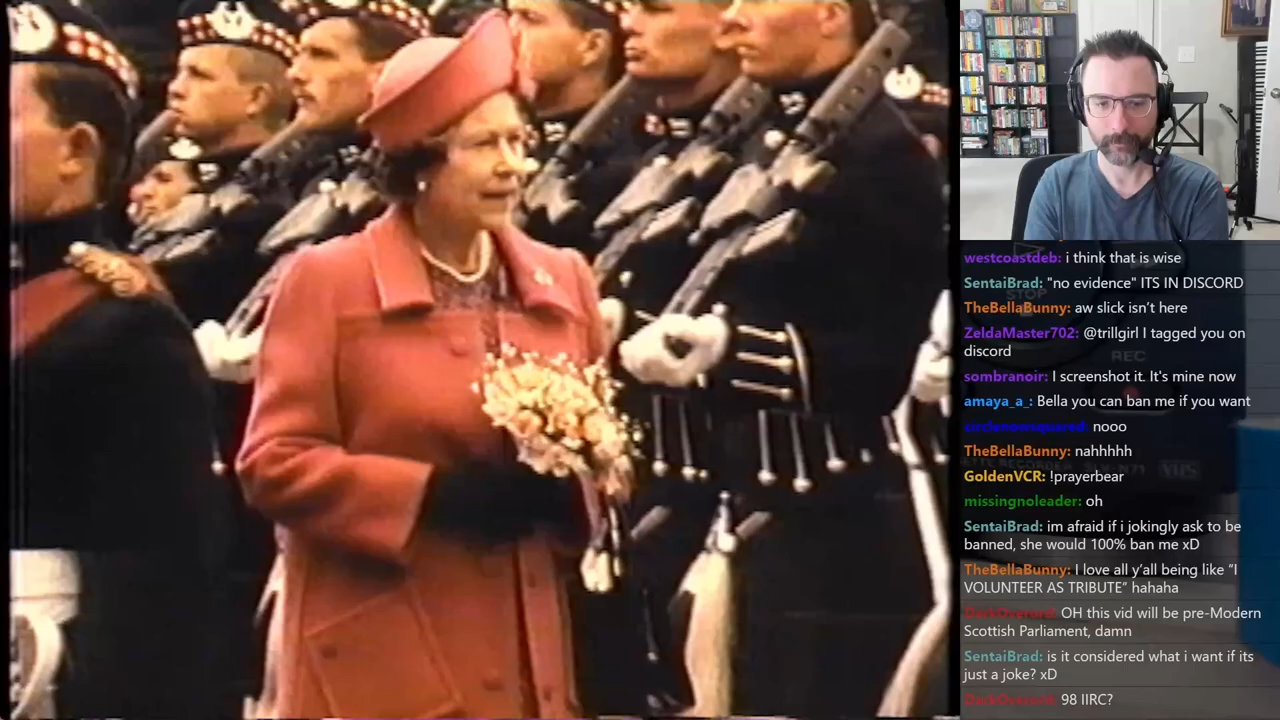 westcoastdeb: i think that is wise
SentaiBrad: "no evidence" ITS IN DISCORD
TheBellaBunny: aw slick isn’t here
ZeldaMaster702: @trillgirl I tagged you on
discord
STOP
REC
sombranoir: I screenshot it. It's mine now
amaya_a_: Bella you can ban me if you want
circlenowsquared: nooo
TheBellaBunny: nahhhhh
VHS
GoldenVCR: !prayerbear
missingnoleader: oh
SentaiBrad: im afraid if i jokingly ask to be
banned, she would 100% ban me xD
TheBellaBunny: I love all y’all being like “I
VOLUNTEER AS TRIBUTE” hahaha
OH this vid will be pre-Modern
Scottish Parliament, damn
SentaiBrad: is it considered what i want if its
just a joke? xD
98 IIRC?